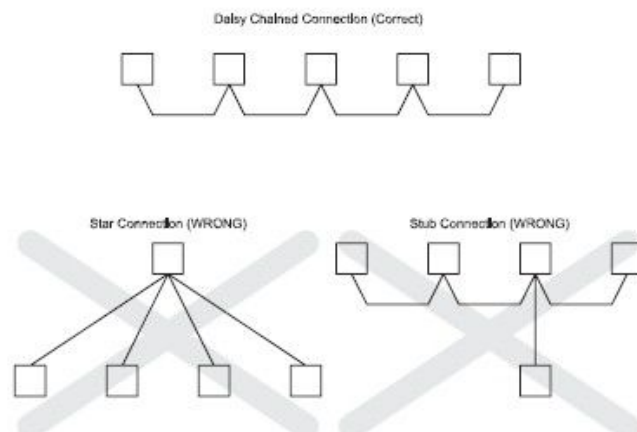 Daisy Chained Connection (Correct)
Star Connection (WRONG)
Stub Connection (WRONG)